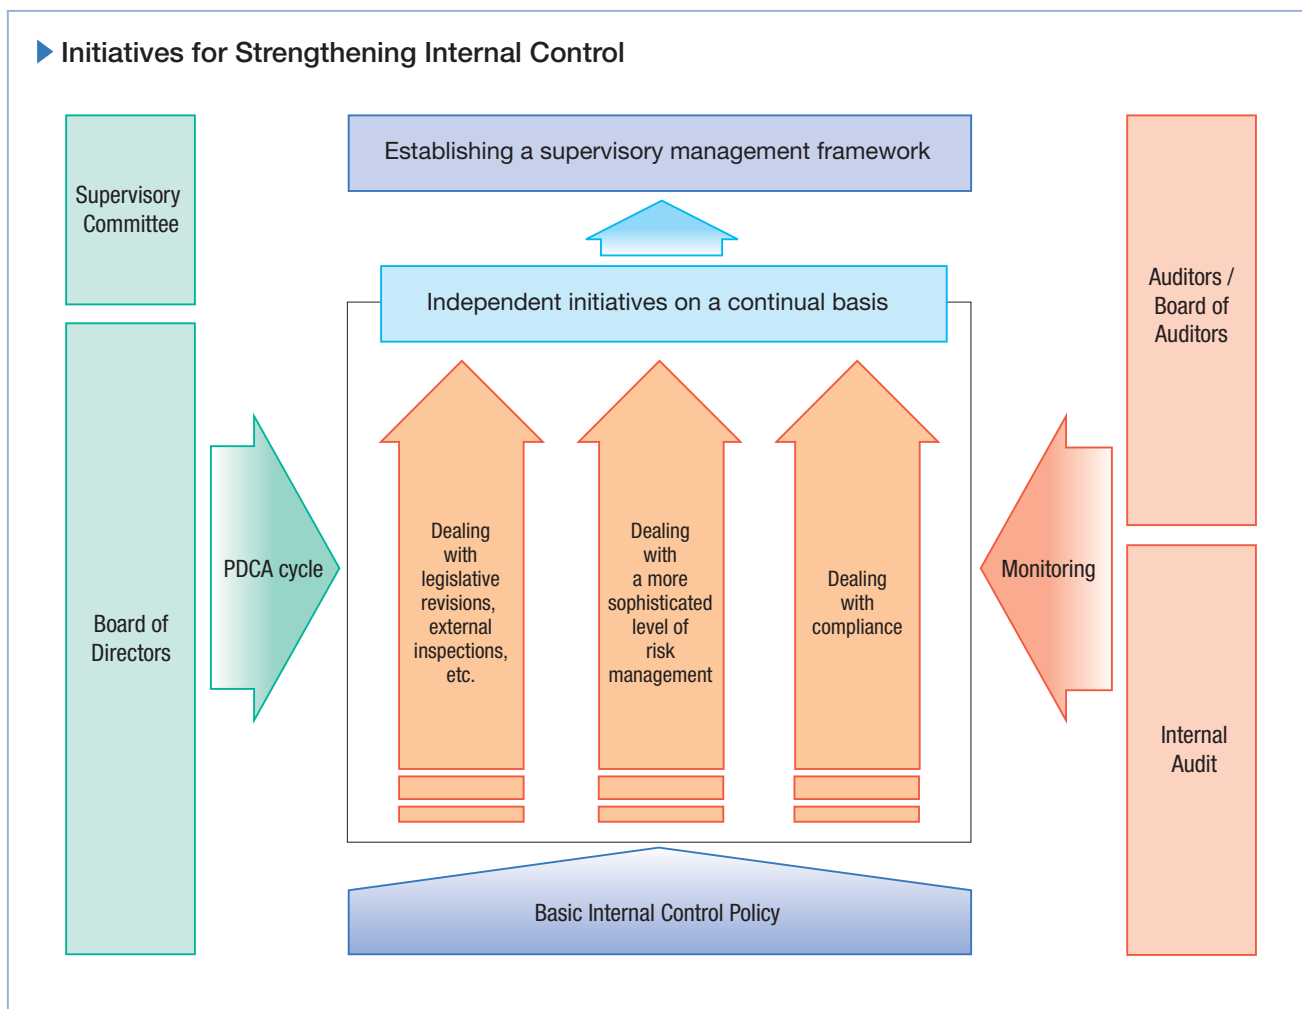 Initiatives for Strengthening Internal Control
Supervisory
Committee
Board of
Directors
PDCA cycle
Establishing a supervisory management framework
Independent initiatives on a continual basis
Dealing
with
legislative
revisions,
external
inspections,
etc.
Dealing
with
a more
sophisticated
level of
risk
management
Dealing
with
compliance
Basic Internal Control Policy
Monitoring
Auditors /
Board of
Auditors
Internal
Audit